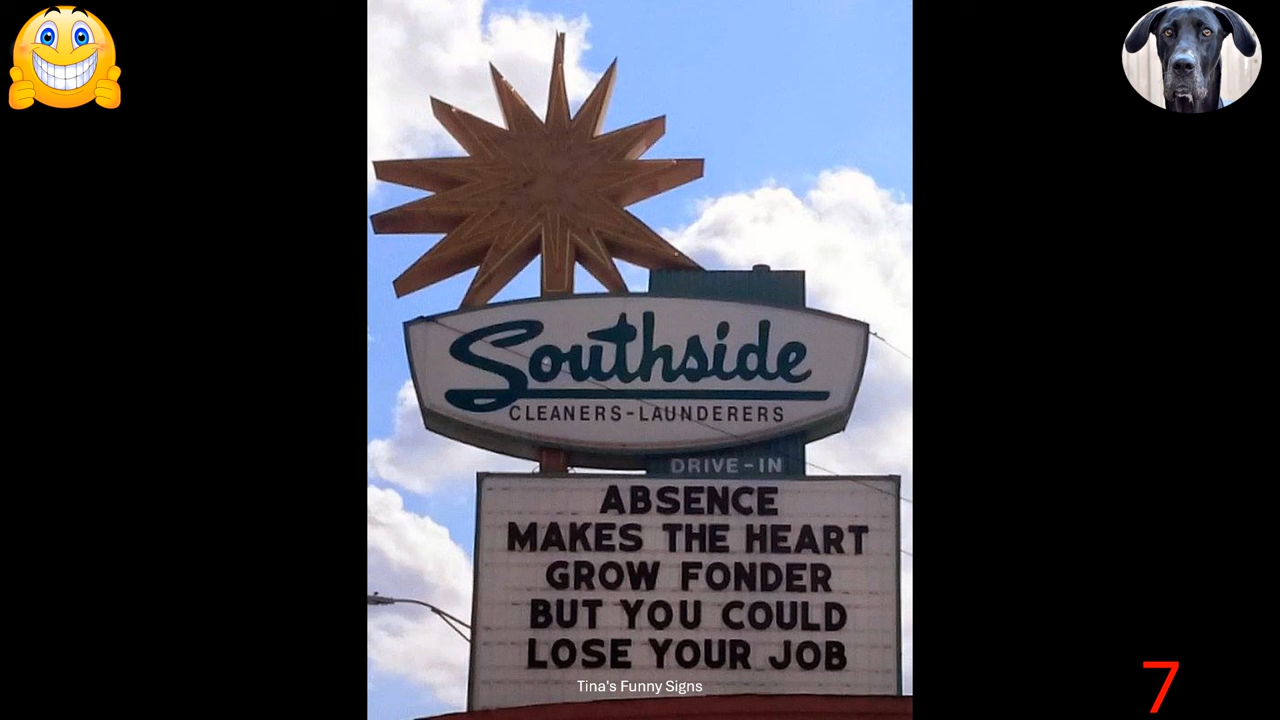 Southside
CLEANERS-LAUNDERERS
DRIVE-IN
ABSENCE
MAKES THE HEART
GROW FONDER
BUT YOU COULD
LOSE YOUR JOB
Tina's Funny Signs
7